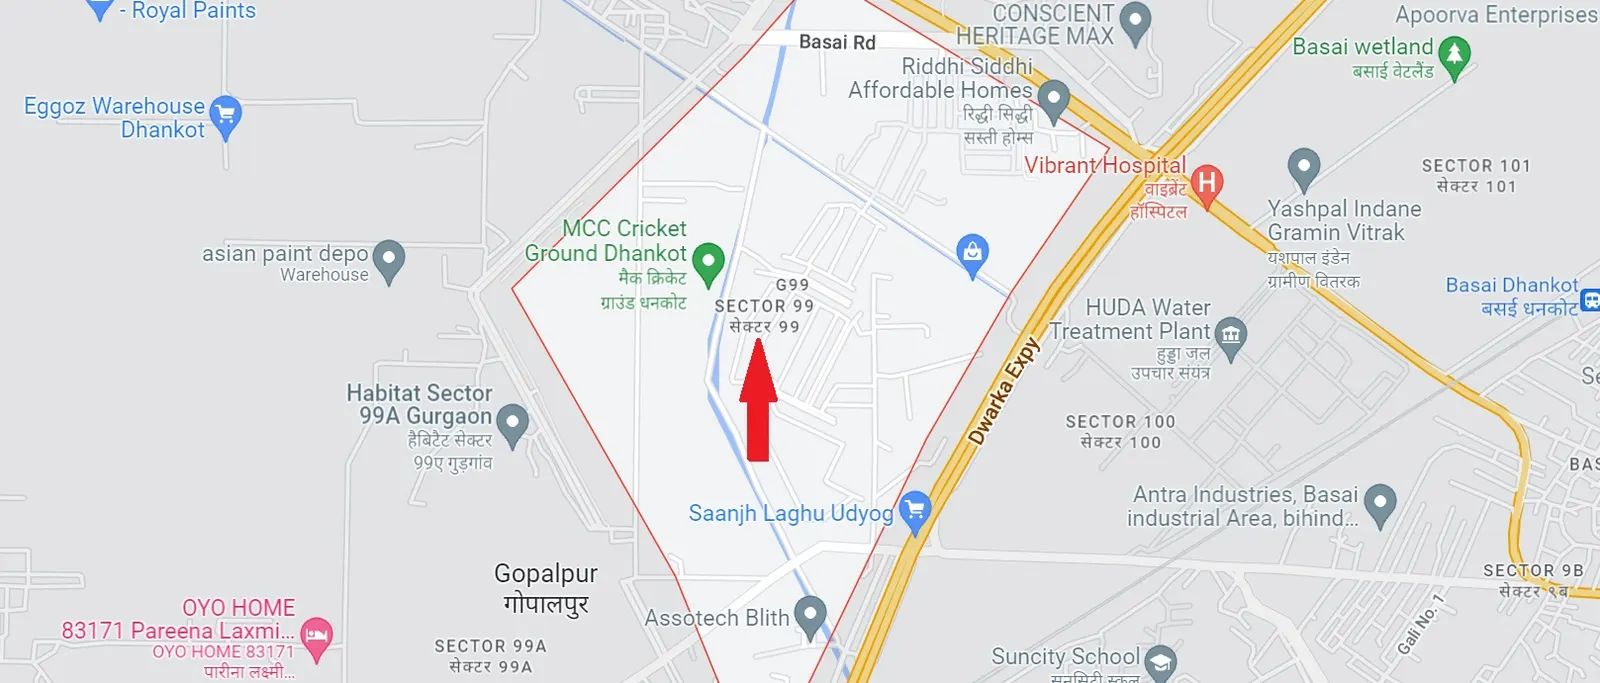 - Royal Paints
CONSCIENT
HERITAGE MAX
Apoorva Enterprises
Basai Rd
Basai wetland
बसाई वेटलैंड
Riddhi Siddhi
Affordable Homes
रिद्धी सिद्धी
सस्ती होम्स
Eggoz Warehouse
Dhankot
Vibrant Hospital
वाईब्रेंट
हॉस्पिटल
SECTOR 101
सेक्टर 101
Yashpal Indane
Gramin Vitrak
यशपाल इंडेन
ग्रामीण वितरक
MCC Cricket
Ground Dhankot
मैक क्रिकेट
ग्राउंड धनकोट
asian paint depo
Warehouse
G99
SECTOR 99
सेक्टर 99
Basai Dhankot
बसई धनकोट
HUDA Water
Treatment Plant
हुड्डा जल
उपचार संयंत्र
Dwarka Expy
Habitat Sector
99A Gurgaon
हैबिटैट सेक्टर
99ए गुड़गांव
SECTOR 100
सेक्टर 100
Saanjh Laghu Udyog
Antra Industries, Basai
industrial Area, bihind...
Gopalpur
गोपालपुर
SECTOR 9B
सेक्टर ९ब
OYO HOME
83171 Pareena Laxmi...
OYO HOME 83171
पारीना लक्ष्मी...
Assotech Blith
SECTOR 99A
सेक्टर 99A
Gali No. 1
Suncity School